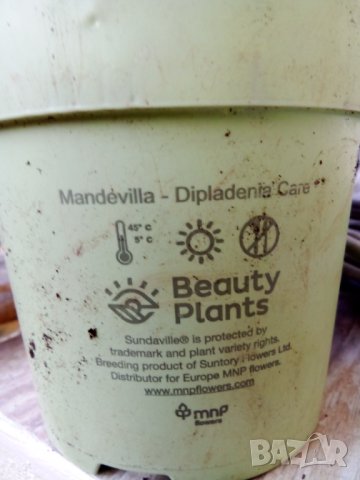 Mandevilla - Dipladenia Care
45° C
5° C
Beauty
Plants
Sundaville® is protected by
trademark and plant variety rights.
Breeding product of Suntory Flowers Ltd.
Distributor for Europe MNP flowers.
www.mnpflowers.com
mnp
flowers
BAZAR